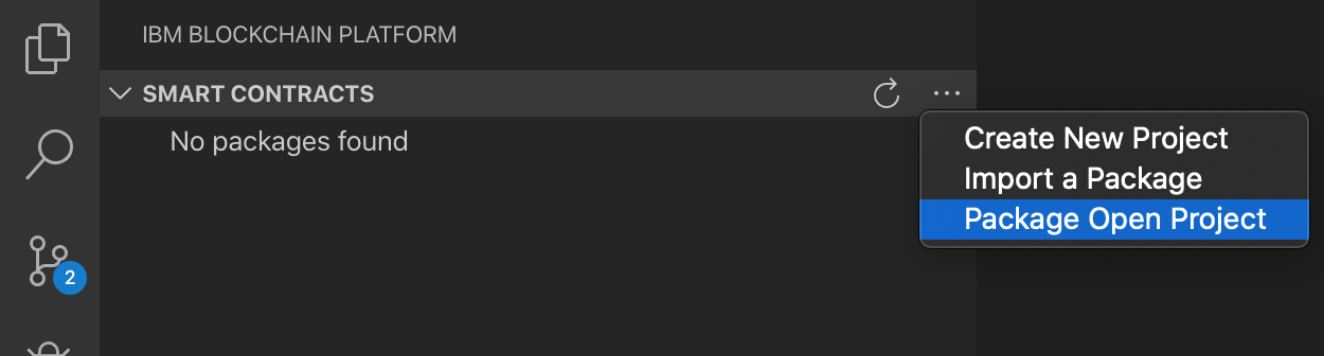 IBM BLOCKCHAIN PLATFORM
SMART CONTRACTS
No packages found
Create New Project
Import a Package
Package Open Project
2